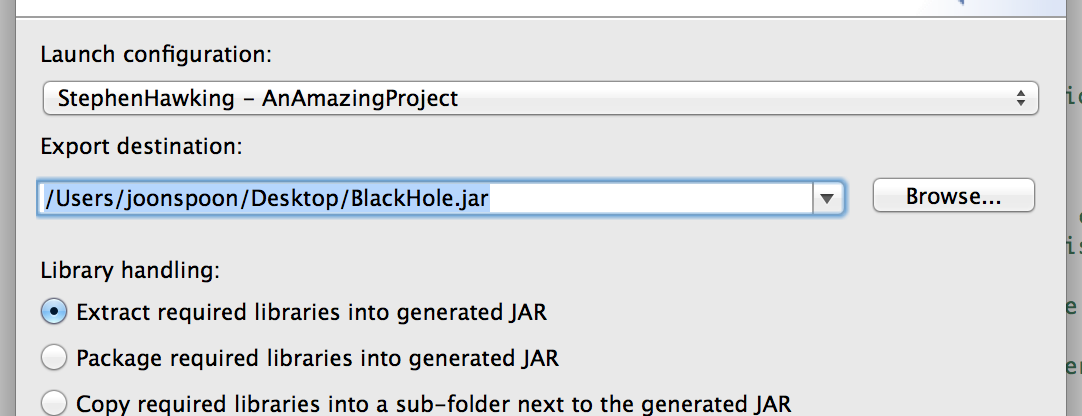 Launch configuration:
StephenHawking – AnAmazingProject
Export destination:
/Users/joonspoon/Desktop/BlackHole.jar
Browse...
Library handling:
Extract required libraries into generated JAR
Package required libraries into generated JAR
Copy required libraries into a sub-folder next to the generated JAR